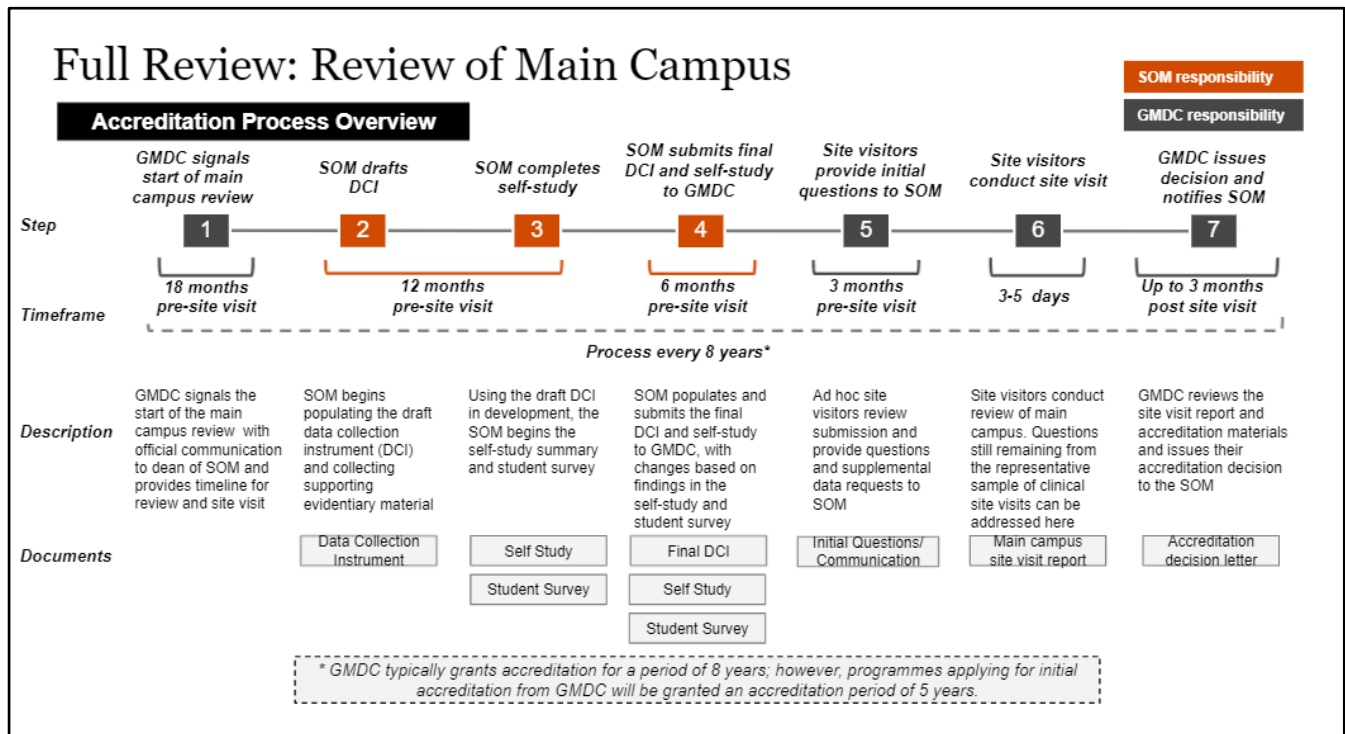 Full Review: Review of Main Campus
SOM responsibility
GMDC responsibility
Accreditation Process Overview
GMDC signals
start of main
campus review
SOM drafts
DCI
SOM completes
self-study
SOM submits final
DCI and self-study
to GMDC
Site visitors
provide initial
questions to SOM
Site visitors
conduct site visit
GMDC issues
decision and
notifies SOM
Step
1
2
3
4
5
6
7
Timeframe
18 months
pre-site visit
12 months
pre-site visit
6 months
pre-site visit
3 months
pre-site visit
3-5 days
Up to 3 months
post site visit
Process every 8 years*
Description
GMDC signals the
start of the main
campus review with
official communication
to dean of SOM and
provides timeline for
review and site visit
SOM begins
populating the draft
data collection
instrument (DCI)
and collecting
supporting
evidentiary material
Using the draft DCI
in development, the
SOM begins the
self-study summary
and student survey
SOM populates and
submits the final
DCI and self-study
to GMDC, with
changes based on
findings in the
self-study and
student survey
Ad hoc site
visitors review
submission and
provide questions
and supplemental
data requests to
SOM
Site visitors conduct
review of main
campus. Questions
still remaining from
the representative
sample of clinical
site visits can be
addressed here
GMDC reviews the
site visit report and
accreditation materials
and issues their
accreditation decision
to the SOM
Documents
Data Collection
Instrument
Self Study
Student Survey
Final DCI
Self Study
Student Survey
Initial Questions/
Communication
Main campus
site visit report
Accreditation
decision letter
* GMDC typically grants accreditation for a period of 8 years; however, programmes applying for initial
accreditation from GMDC will be granted an accreditation period of 5 years.